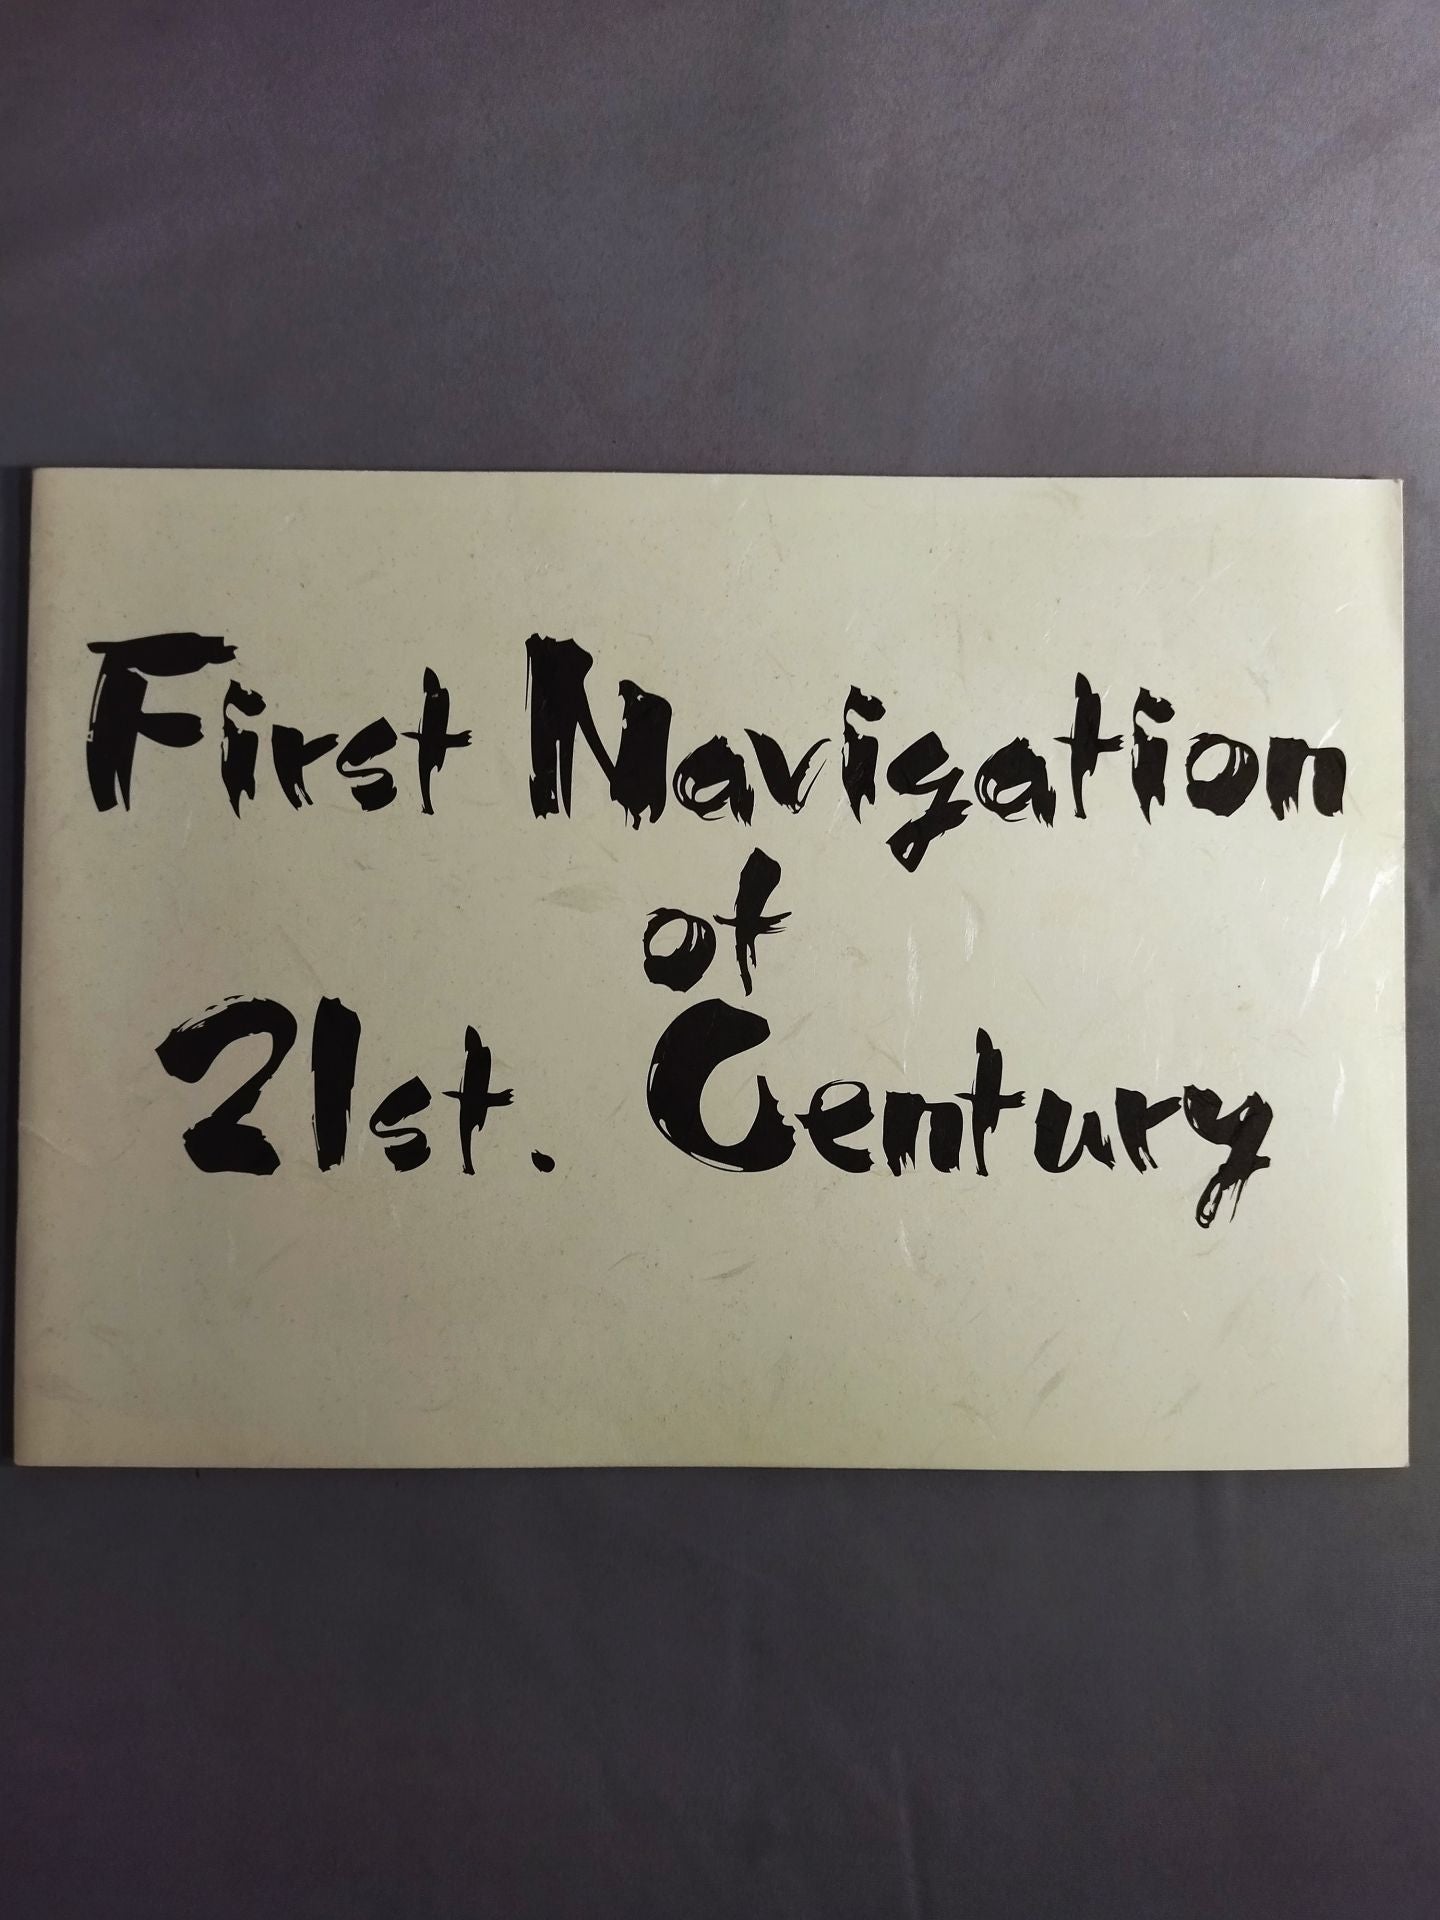 First Navigation
of
21st. Century